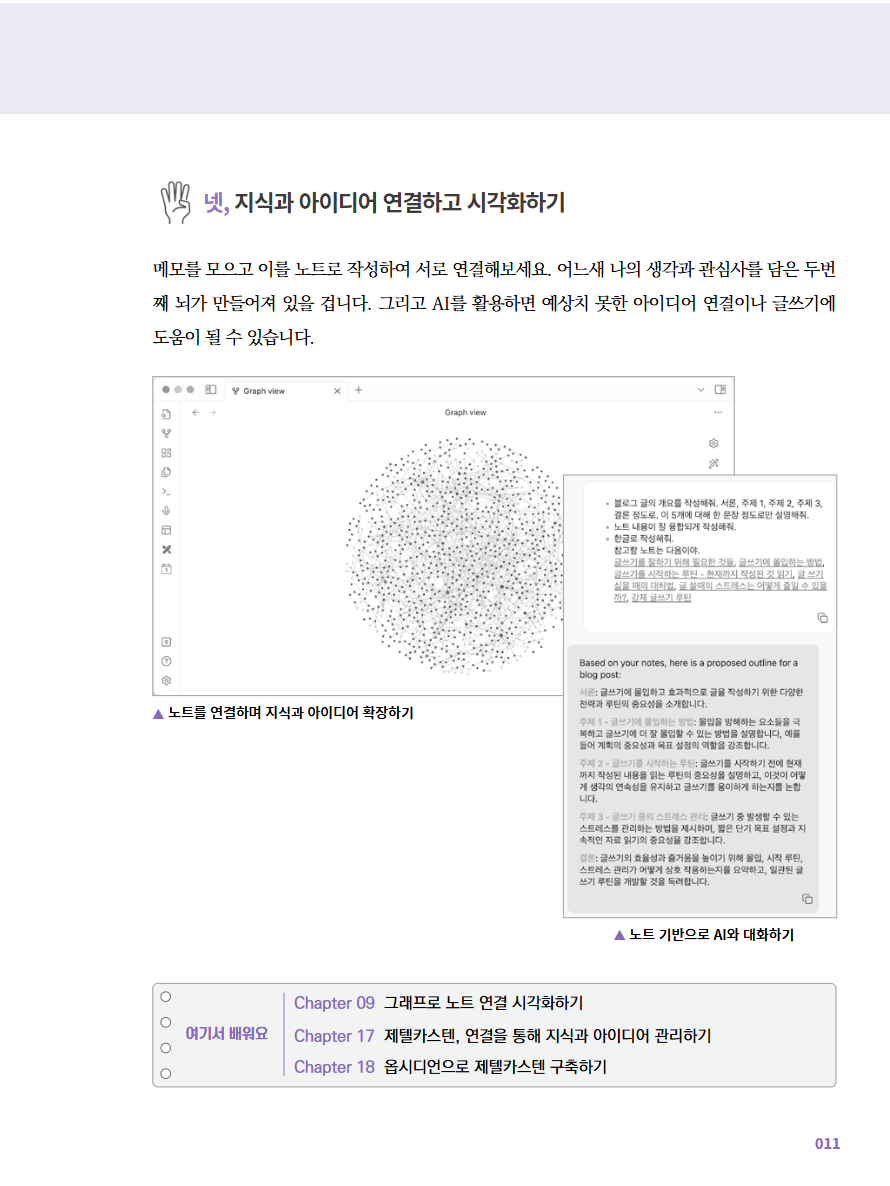 넷, 지식과 아이디어 연결하고 시각화하기
메모를 모으고 이를 노트로 작성하여 서로 연결해보세요. 어느새 나의 생각과 관심사를 담은 두번
째 뇌가 만들어져 있을 겁니다. 그리고 AI를 활용하면 예상치 못한 아이디어 연결이나 글쓰기에
도움이 될 수 있습니다.
Graph view
Graph view
• 블로그 글의 개요를 작성해줘. 서론, 주제 1, 주제 2, 주제 3,
결론 정도로. 이 5개에 대해 한 문장 정도로만 설명해줘.
• 노트 내용이 잘 융합되게 작성해줘.
• 한글로 작성해줘.
참고할 노트는 다음이야.
글쓰기를 잘하기 위해 필요한 것들, 글쓰기에 몰입하는 방법,
글쓰기를 시작하는 루틴 - 현재까지 작성된 것 읽기, 글 쓰기
싫을 때의 대처법, 글 쓸때의 스트레스는 어떻게 줄일 수 있을
까?, 강제 글쓰기 루틴
Based on your notes, here is a proposed outline for a
blog post:
서론: 글쓰기에 몰입하고 효과적으로 글을 작성하기 위한 다양한
전략과 루틴의 중요성을 소개합니다.
주제 1 - 글쓰기에 몰입하는 방법: 몰입을 방해하는 요소들을 극
복하고 글쓰기에 더 잘 몰입할 수 있는 방법을 설명합니다, 예를
들어 계획의 중요성과 목표 설정의 역할을 강조합니다.
주제 2 - 글쓰기를 시작하는 루틴: 글쓰기를 시작하기 전에 현재
까지 작성된 내용을 읽는 루틴의 중요성을 설명하고, 이것이 어떻
게 생각의 연속성을 유지하고 글쓰기를 용이하게 하는지를 논합
니다.
주제 3 - 글쓰기 중의 스트레스 관리: 글쓰기 중 발생할 수 있는
스트레스를 관리하는 방법을 제시하며, 짧은 단기 목표 설정과 지
속적인 자료 읽기의 중요성을 강조합니다.
결론: 글쓰기의 효율성과 즐거움을 높이기 위해 몰입, 시작 루틴,
스트레스 관리가 어떻게 상호 작용하는지를 요약하고, 일관된 글
쓰기 루틴을 개발할 것을 독려합니다.
▲ 노트를 연결하며 지식과 아이디어 확장하기
▲ 노트 기반으로 AI와 대화하기
여기서 배워요
Chapter 09 그래프로 노트 연결 시각화하기
Chapter 17 제텔카스텐, 연결을 통해 지식과 아이디어 관리하기
Chapter 18 옵시디언으로 제텔카스텐 구축하기
011